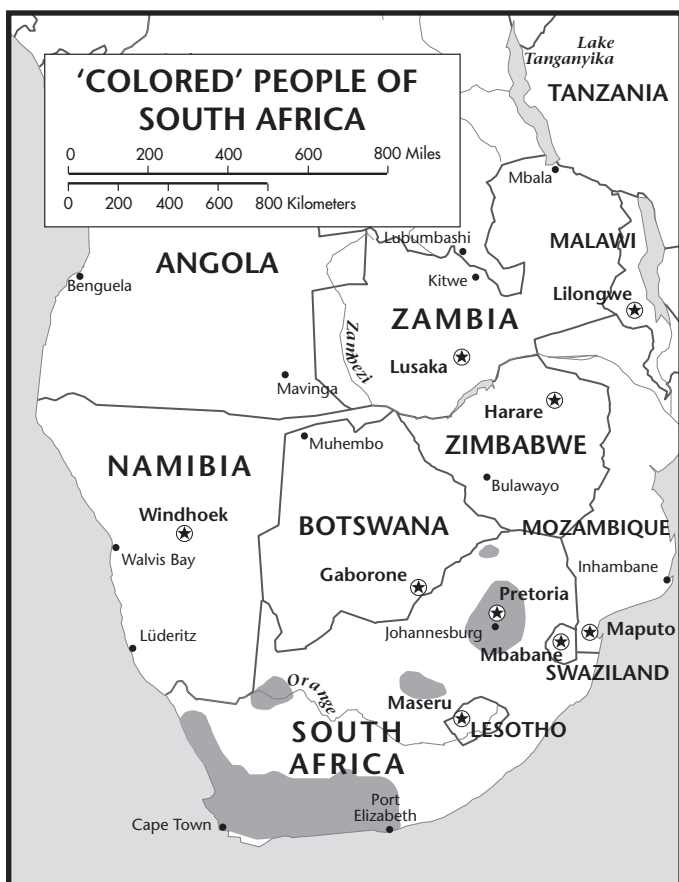 ‘COLORED’ PEOPLE OF
SOUTH AFRICA
0 200 400 600 800 Miles
0 200 400 600 800 Kilometers
Lake
Tanganyika
TANZANIA
Mbala
Lubumbashi
MALAWI
ANGOLA
Benguela
Kitwe
Lilongwe
ZAMBIA
Zambezi
Lusaka
Mavinga
Harare
Muhembo
ZIMBABWE
NAMIBIA
Bulawayo
Windhoek
BOTSWANA
MOZAMBIQUE
Walvis Bay
Inhambane
Gaborone
Pretoria
Johannesburg
Maputo
Lüderitz
Mbabane
SWAZILAND
Orange
Maseru
SOUTH
AFRICA
LESOTHO
Port
Elizabeth
Cape Town